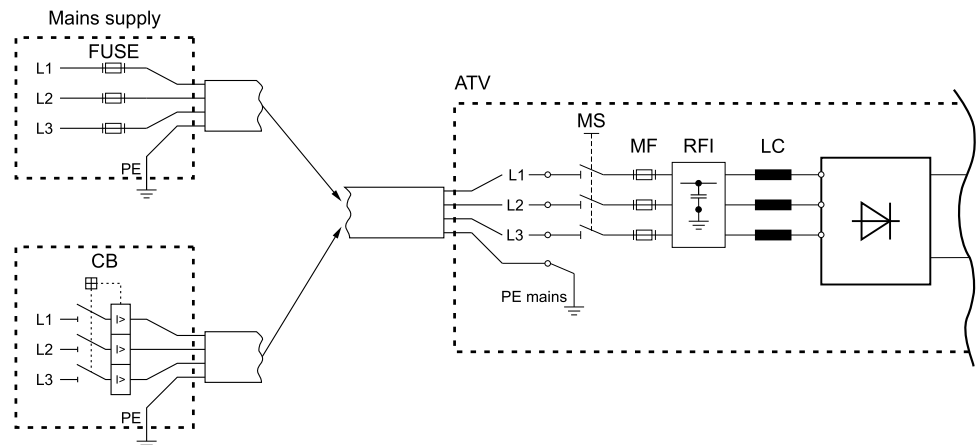 Mains supply
FUSE
L1
L2
L3
PE
CB
L1
I>
L2
I>
L3
I>
PE
ATV
MS
MF
RFI
LC
L1
L2
L3
PE mains